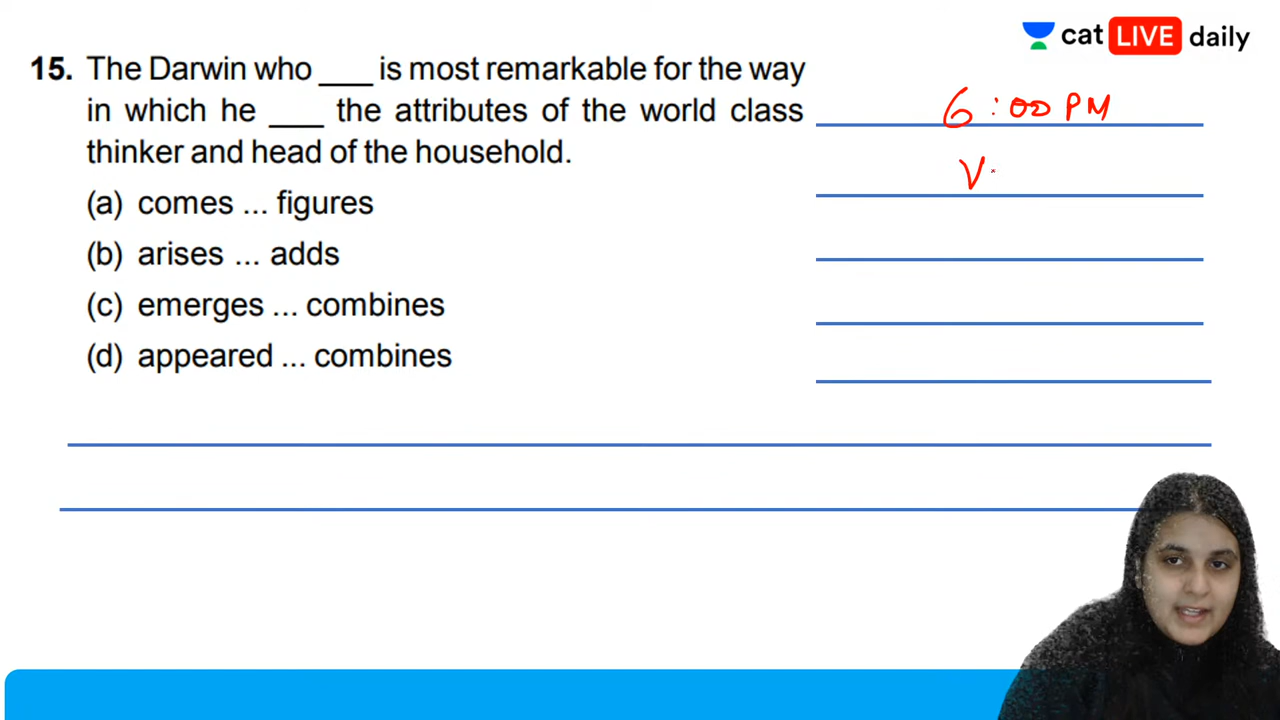 cat LIVE daily
15. The Darwin who ___ is most remarkable for the way
in which he ___ the attributes of the world class
thinker and head of the household.
(a) comes ... figures
(b) arises ... adds
(c) emerges ... combines
(d) appeared ... combines
6:00 PM
V